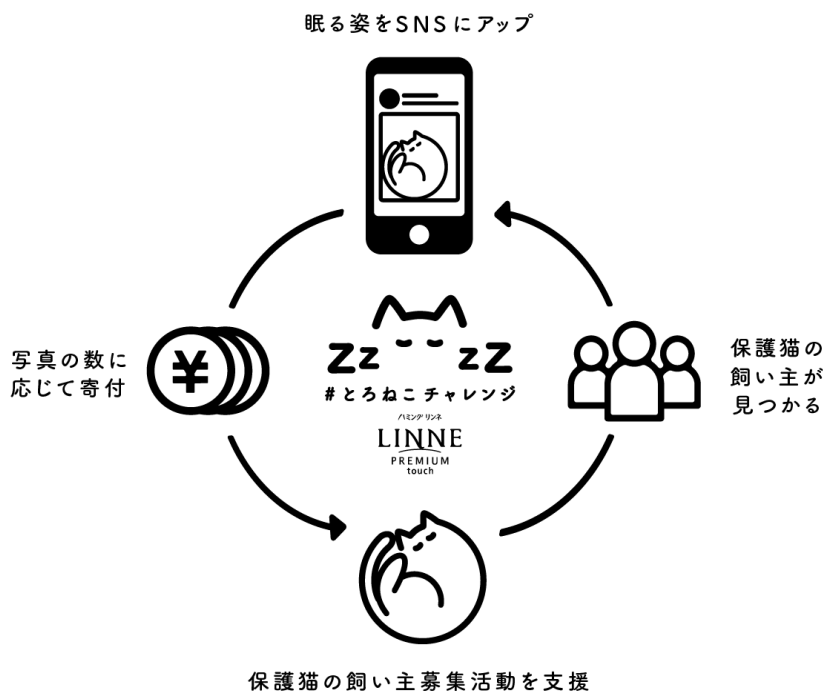 眠る姿をSNSにアップ
写真の数に
応じて寄付
¥
Zz zZ
#とろねこチャレンジ
ハミング リンネ
LINNE
PREMIUM
touch
保護猫の
飼い主が
見つかる
保護猫の飼い主募集活動を支援